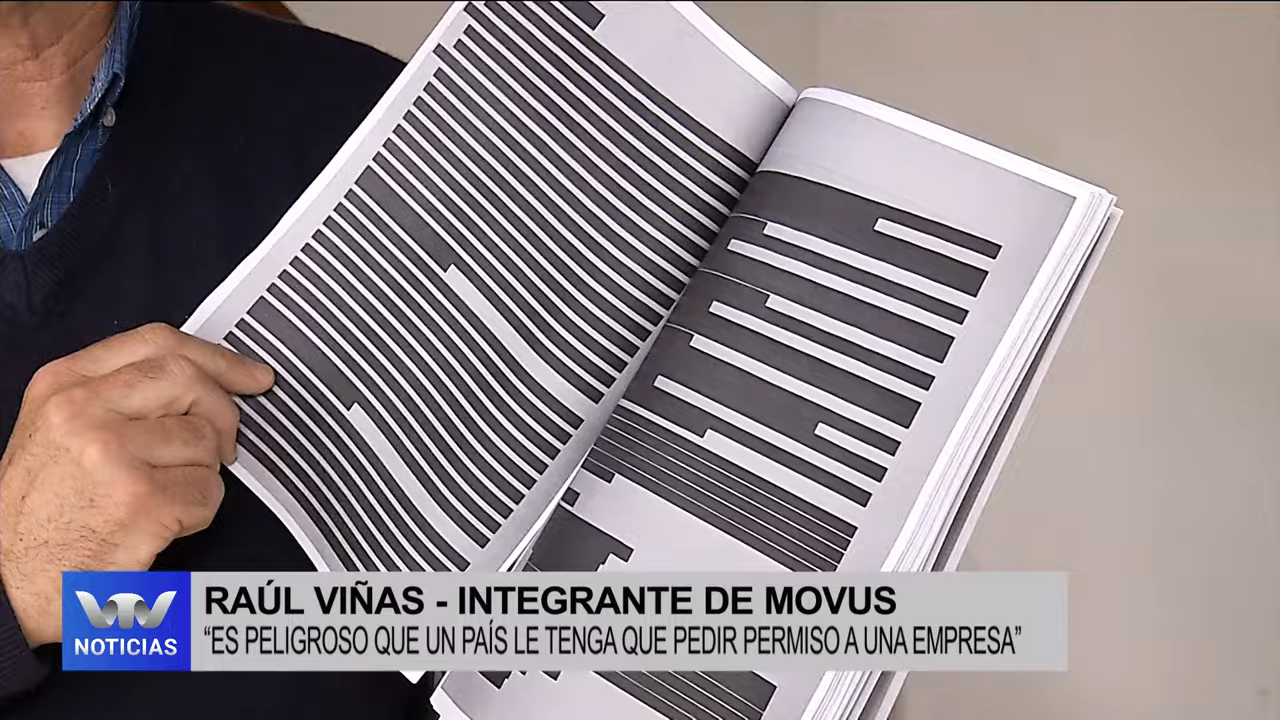 RAÚL VIÑAS - INTEGRANTE DE MOVUS
“ES PELIGROSO QUE UN PAÍS LE TENGA QUE PEDIR PERMISO A UNA EMPRESA”
VTV
NOTICIAS